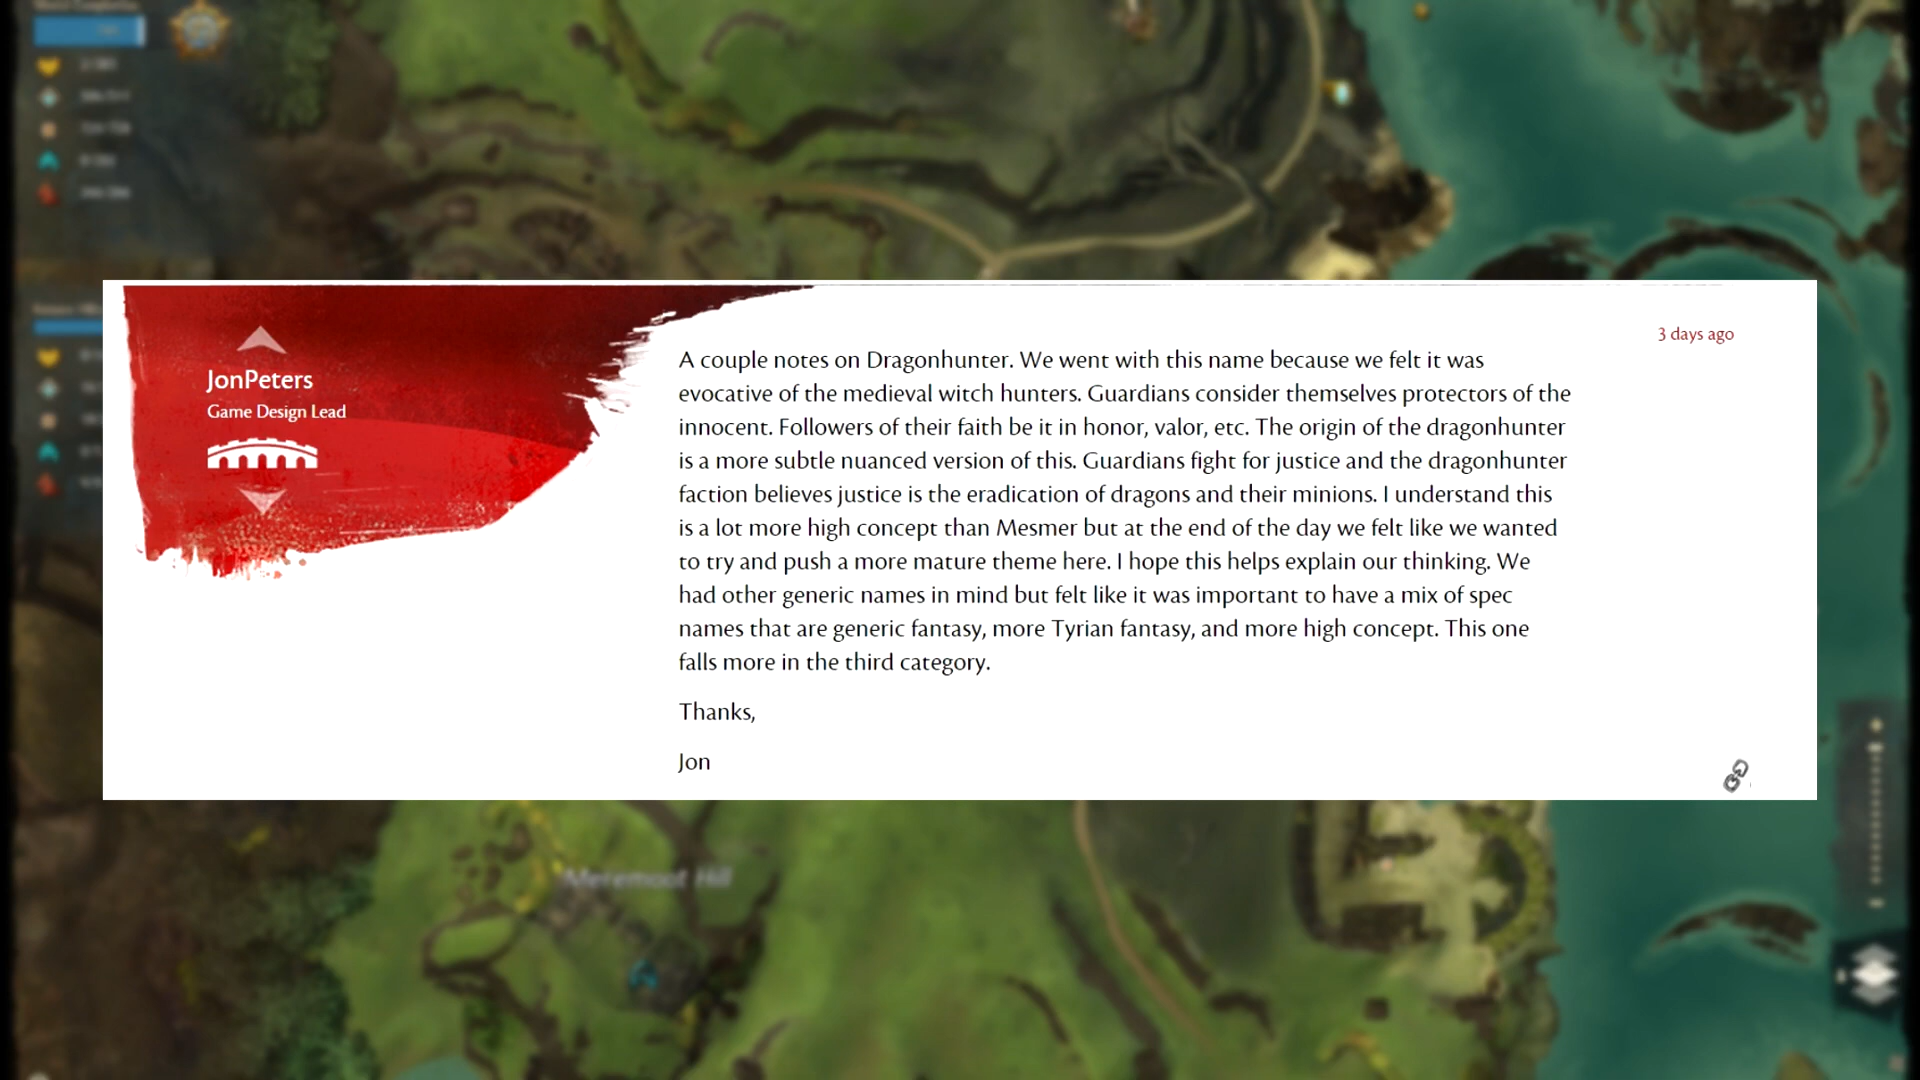 JonPeters
Game Design Lead
3 days ago
A couple notes on Dragonhunter. We went with this name because we felt it was
evocative of the medieval witch hunters. Guardians consider themselves protectors of the
innocent. Followers of their faith be it in honor, valor, etc. The origin of the dragonhunter
is a more subtle nuanced version of this. Guardians fight for justice and the dragonhunter
faction believes justice is the eradication of dragons and their minions. I understand this
is a lot more high concept than Mesmer but at the end of the day we felt like we wanted
to try and push a more mature theme here. I hope this helps explain our thinking. We
had other generic names in mind but felt like it was important to have a mix of spec
names that are generic fantasy, more Tyrian fantasy, and more high concept. This one
falls more in the third category.
Thanks,
Jon
Hill